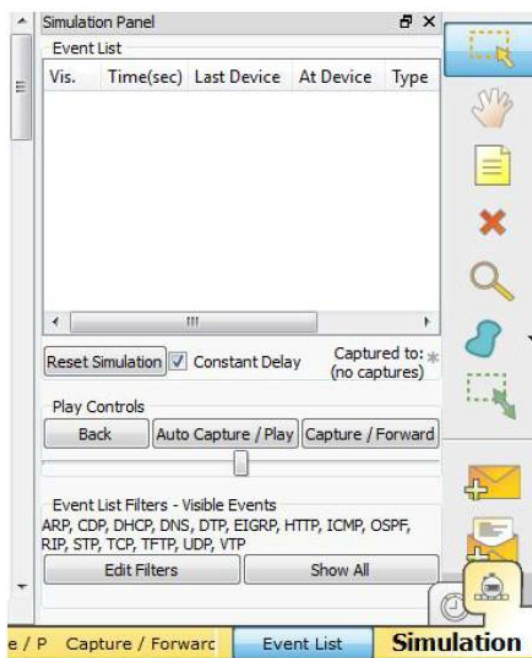 Simulation Panel
Event List
Vis. Time(sec) Last Device At Device Type
Reset Simulation Constant Delay Captured to: *
(no captures)
Play Controls
Back Auto Capture / Play Capture / Forward
Event List Filters - Visible Events
ARP, CDP, DHCP, DNS, DTP, EIGRP, HTTP, ICMP, OSPF,
RIP, STP, TCP, TFTP, UDP, VTP
Edit Filters Show All
e / P Capture / Forwarc Event List Simulation